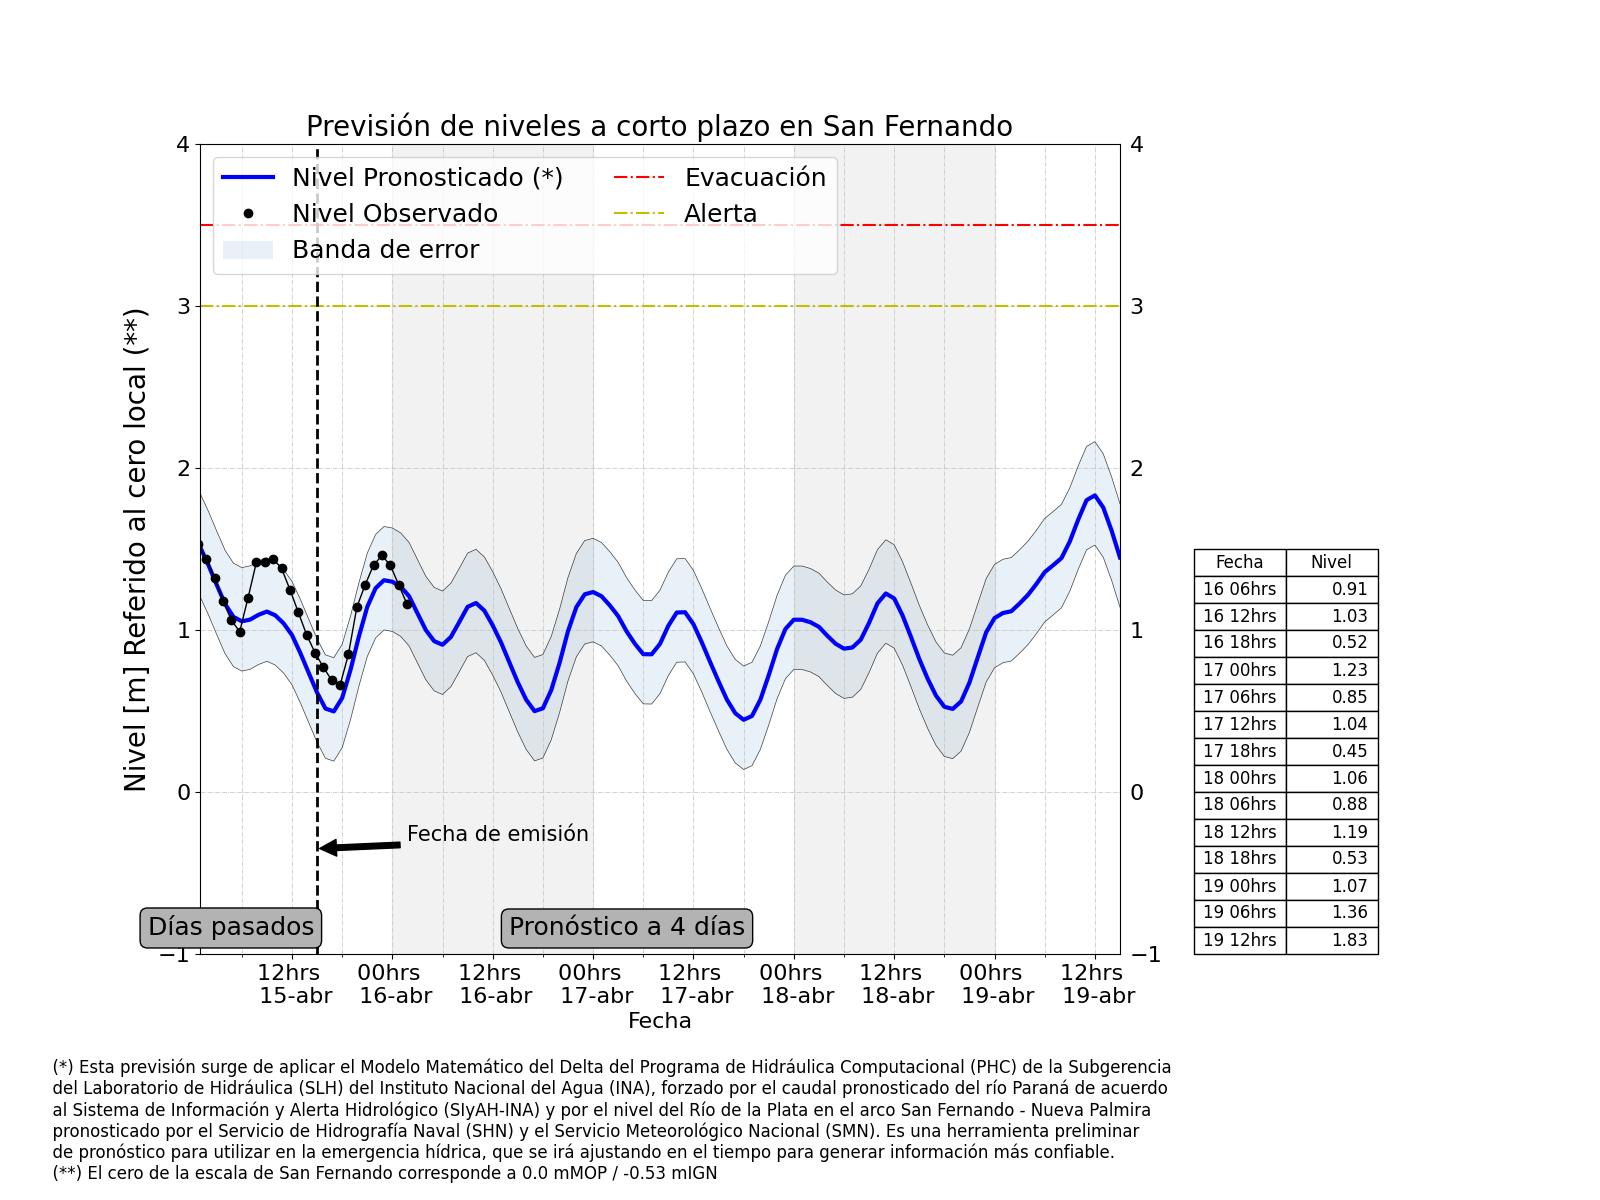 Previsión de niveles a corto plazo en San Fernando
Nivel Pronosticado (*)
Nivel Observado
Banda de error
Evacuación
Alerta
Nivel [m] Referido al cero local (**)
4
3
2
1
0
−1
4
3
2
1
0
−1
Fecha de emisión
Días pasados
Pronóstico a 4 días
12hrs
15-abr
00hrs
16-abr
12hrs
16-abr
00hrs
17-abr
12hrs
17-abr
00hrs
18-abr
12hrs
18-abr
00hrs
19-abr
12hrs
19-abr
Fecha
Fecha Nivel
16 06hrs 0.91
16 12hrs 1.03
16 18hrs 0.52
17 00hrs 1.23
17 06hrs 0.85
17 12hrs 1.04
17 18hrs 0.45
18 00hrs 1.06
18 06hrs 0.88
18 12hrs 1.19
18 18hrs 0.53
19 00hrs 1.07
19 06hrs 1.36
19 12hrs 1.83
(*) Esta previsión surge de aplicar el Modelo Matemático del Delta del Programa de Hidráulica Computacional (PHC) de la Subgerencia
del Laboratorio de Hidráulica (SLH) del Instituto Nacional del Agua (INA), forzado por el caudal pronosticado del río Paraná de acuerdo
al Sistema de Información y Alerta Hidrológico (SIyAH-INA) y por el nivel del Río de la Plata en el arco San Fernando - Nueva Palmira
pronosticado por el Servicio de Hidrografía Naval (SHN) y el Servicio Meteorológico Nacional (SMN). Es una herramienta preliminar
de pronóstico para utilizar en la emergencia hídrica, que se irá ajustando en el tiempo para generar información más confiable.
(**) El cero de la escala de San Fernando corresponde a 0.0 mMOP / -0.53 mIGN